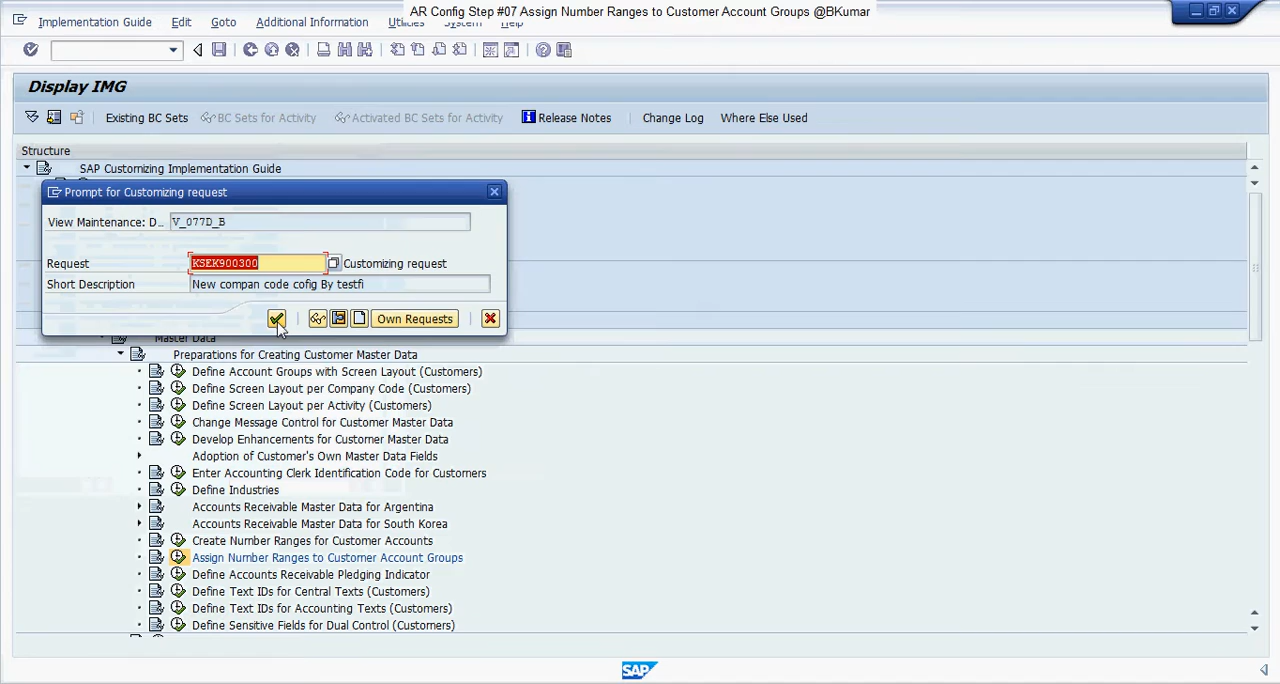 AR Config Step #07 Assign Number Ranges to Customer Account Groups @BKumar
Implementation Guide Edit Goto Additional Information Utilities System Help
Display IMG
Existing BC Sets BC Sets for Activity Activated BC Sets for Activity Release Notes Change Log Where Else Used
Structure
SAP Customizing Implementation Guide
Prompt for Customizing request
View Maintenance: D... V_077D_B
Request KSEK900300 Customizing request
Short Description New compan code cofig By testfi
Own Requests
Master Data
Preparations for Creating Customer Master Data
Define Account Groups with Screen Layout (Customers)
Define Screen Layout per Company Code (Customers)
Define Screen Layout per Activity (Customers)
Change Message Control for Customer Master Data
Develop Enhancements for Customer Master Data
Adoption of Customer's Own Master Data Fields
Enter Accounting Clerk Identification Code for Customers
Define Industries
Accounts Receivable Master Data for Argentina
Accounts Receivable Master Data for South Korea
Create Number Ranges for Customer Accounts
Assign Number Ranges to Customer Account Groups
Define Accounts Receivable Pledging Indicator
Define Text IDs for Central Texts (Customers)
Define Text IDs for Accounting Texts (Customers)
Define Sensitive Fields for Dual Control (Customers)
SAP